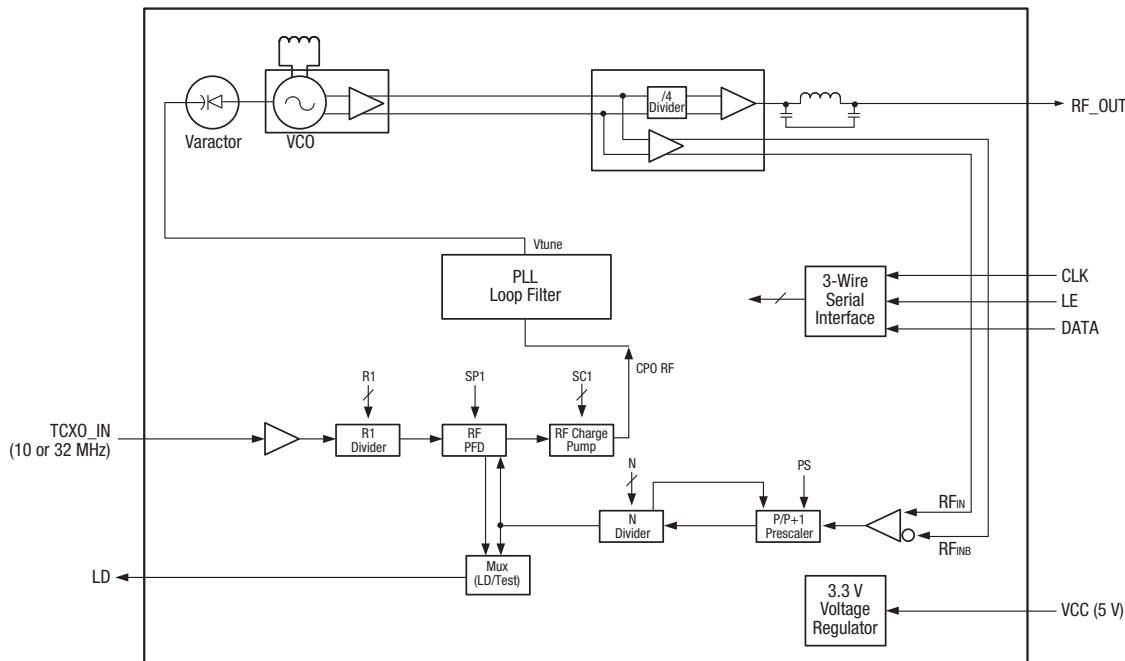 /4
Divider
RF_OUT
Varactor
VCO
Vtune
PLL
Loop Filter
3-Wire
Serial
Interface
CLK
LE
DATA
CPO RF
R1
SP1
SC1
TCXO_IN
(10 or 32 MHz)
R1
Divider
RF
PFD
RF Charge
Pump
N
PS
N
Divider
P/P+1
Prescaler
RFIN
RFINB
LD
Mux
(LD/Test)
3.3 V
Voltage
Regulator
VCC (5 V)